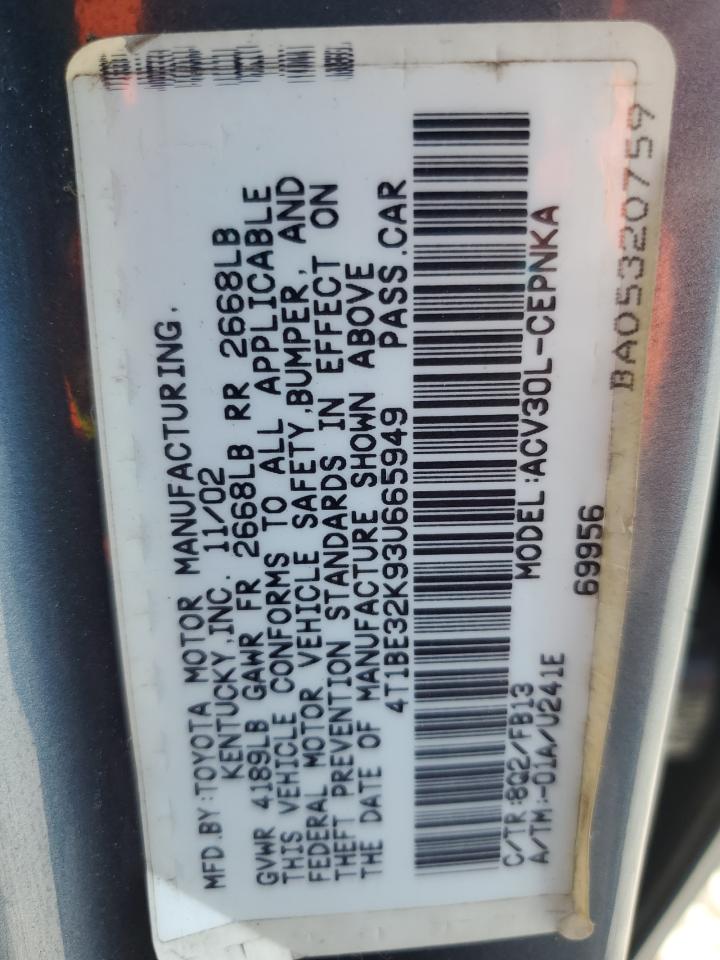 MFD.BY:TOYOTA MOTOR MANUFACTURING,
KENTUCKY,INC. 11/02
GVWR 4189LB GAWR FR 2668LB RR 2668LB
THIS VEHICLE CONFORMS TO ALL APPLICABLE
FEDERAL MOTOR VEHICLE SAFETY,BUMPER, AND
THEFT PREVENTION STANDARDS IN EFFECT ON
THE DATE OF MANUFACTURE SHOWN ABOVE
4T1BE32K93U665949 PASS.CAR
C/TR:8Q2/FB13 MODEL:ACV30L-CEPNKA
A/TM:-01A/U241E
69956
BA05320759